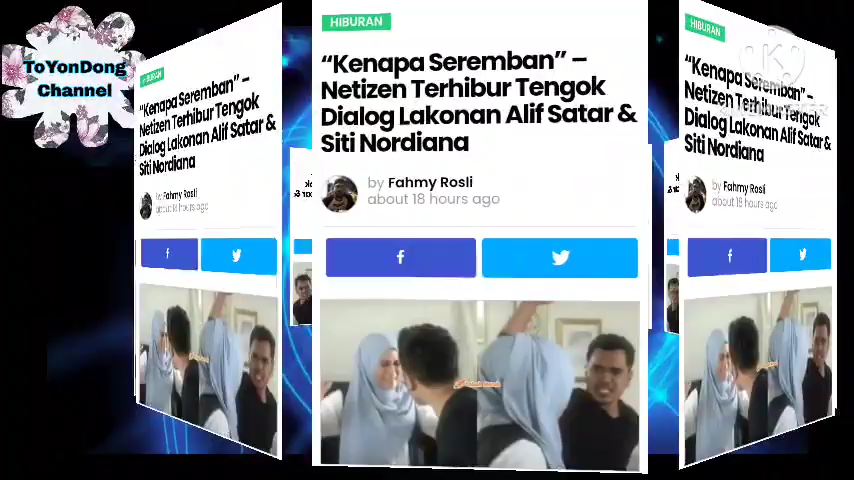 ToYonDong
Channel
HIBURAN
“Kenapa Seremban” –
Netizen Terhibur Tengok
Dialog Lakonan Alif Satar &
Siti Nordiana
by Fahmy Rosli
about 18 hours ago
HIBURAN
“Kenapa Seremban” –
Netizen Terhibur Tengok
Dialog Lakonan Alif Satar &
Siti Nordiana
by Fahmy Rosli
about 18 hours ago
HIBURAN
“Kenapa Seremban” –
Netizen Terhibur Tengok
Dialog Lakonan Alif Satar &
Siti Nordiana
by Fahmy Rosli
about 18 hours ago